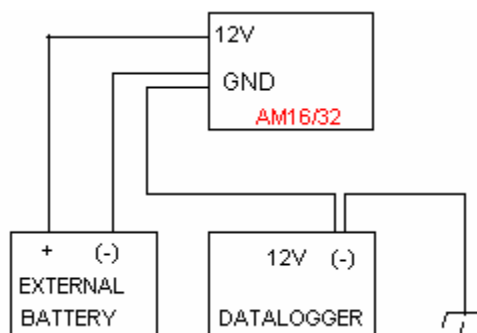 12V
GND
AM16/32
+ (-)
EXTERNAL
BATTERY
12V (-)
DATALOGGER